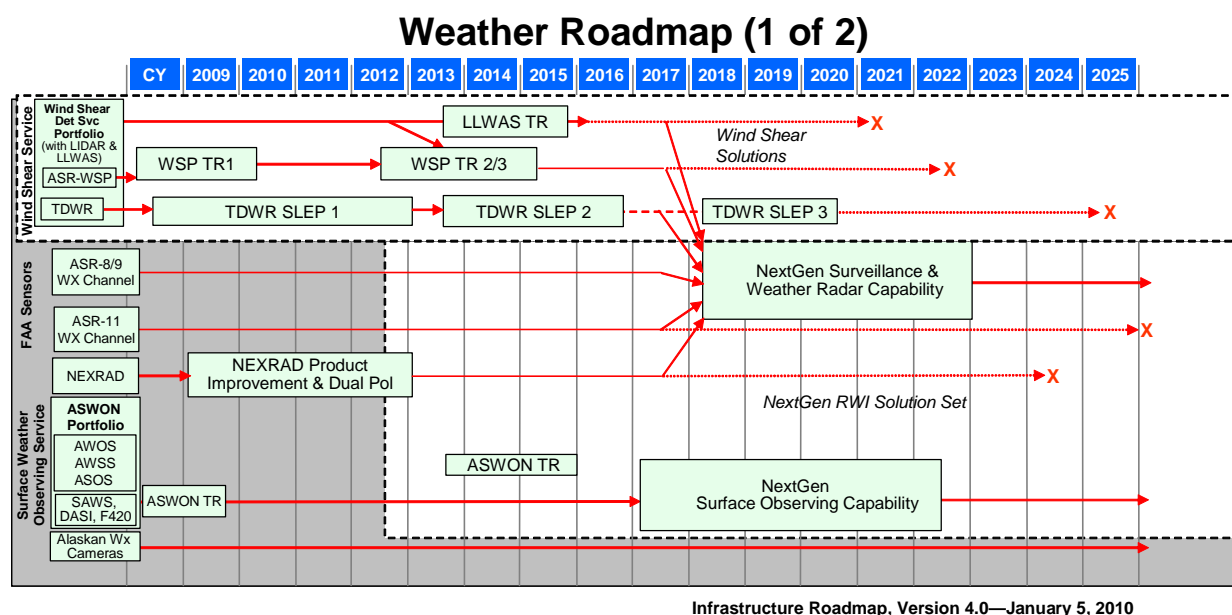 Weather Roadmap (1 of 2)
CY 2009 2010 2011 2012 2013 2014 2015 2016 2017 2018 2019 2020 2021 2022 2023 2024 2025
Wind Shear Service
Wind Shear
Det Svc
Portfolio
(with LIDAR &
LLWAS)
ASR-WSP
TDWR
LLWAS TR
X
Wind Shear
Solutions
WSP TR1
WSP TR 2/3
X
TDWR SLEP 1
TDWR SLEP 2
TDWR SLEP 3
X
FAA Sensors
ASR-8/9
WX Channel
NextGen Surveillance &
Weather Radar Capability
ASR-11
WX Channel
X
NEXRAD
NEXRAD Product
Improvement & Dual Pol
X
NextGen RWI Solution Set
Surface Weather
Observing Service
ASWON
Portfolio
AWOS
AWSS
ASOS
SAWS,
DASI, F420
ASWON TR
ASWON TR
NextGen
Surface Observing Capability
Alaskan Wx
Cameras
Infrastructure Roadmap, Version 4.0—January 5, 2010